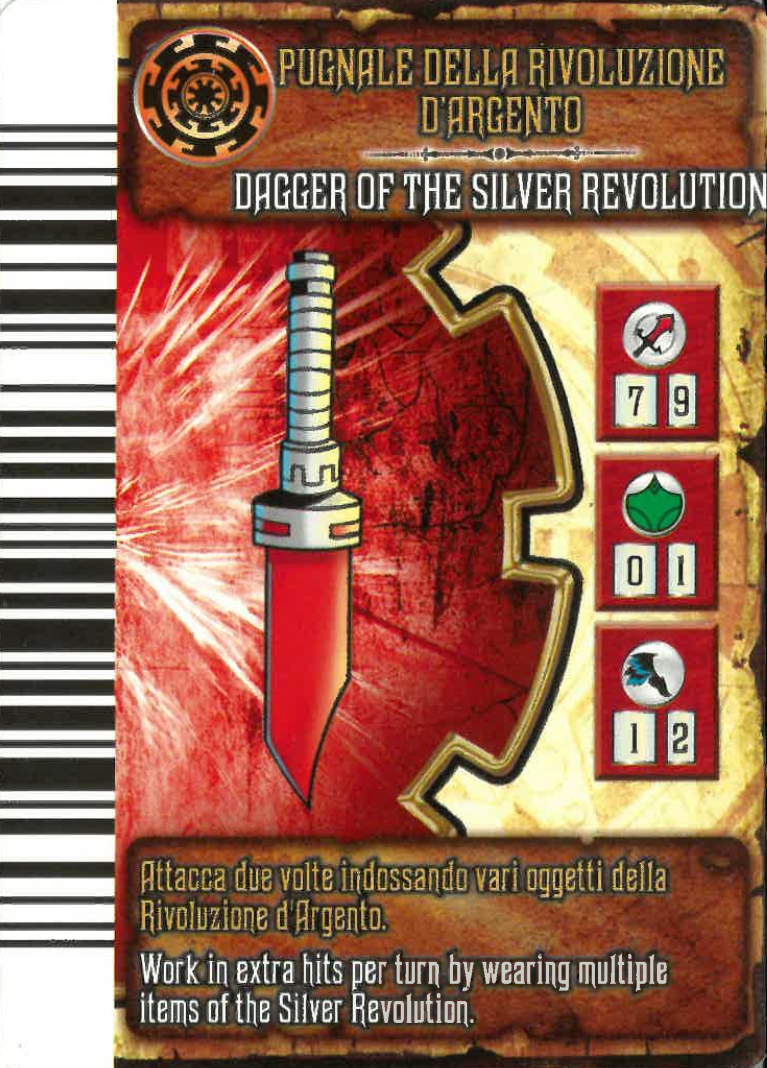 PUGNALE DELLA RIVOLUZIONE
D'ARGENTO
DAGGER OF THE SILVER REVOLUTION
7 9
0 1
1 2
Attacca due volte indossando vari oggetti della
Rivoluzione d'Argento.
Work in extra hits per turn by wearing multiple
items of the Silver Revolution.